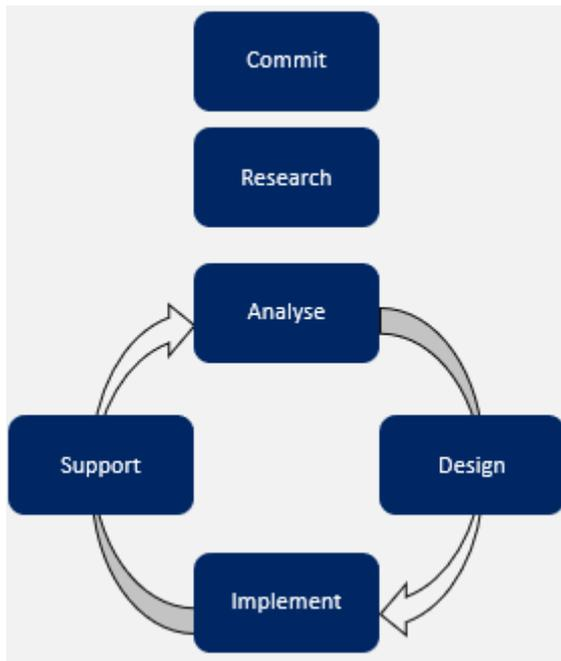 Commit
Research
Analyse
Support
Design
Implement